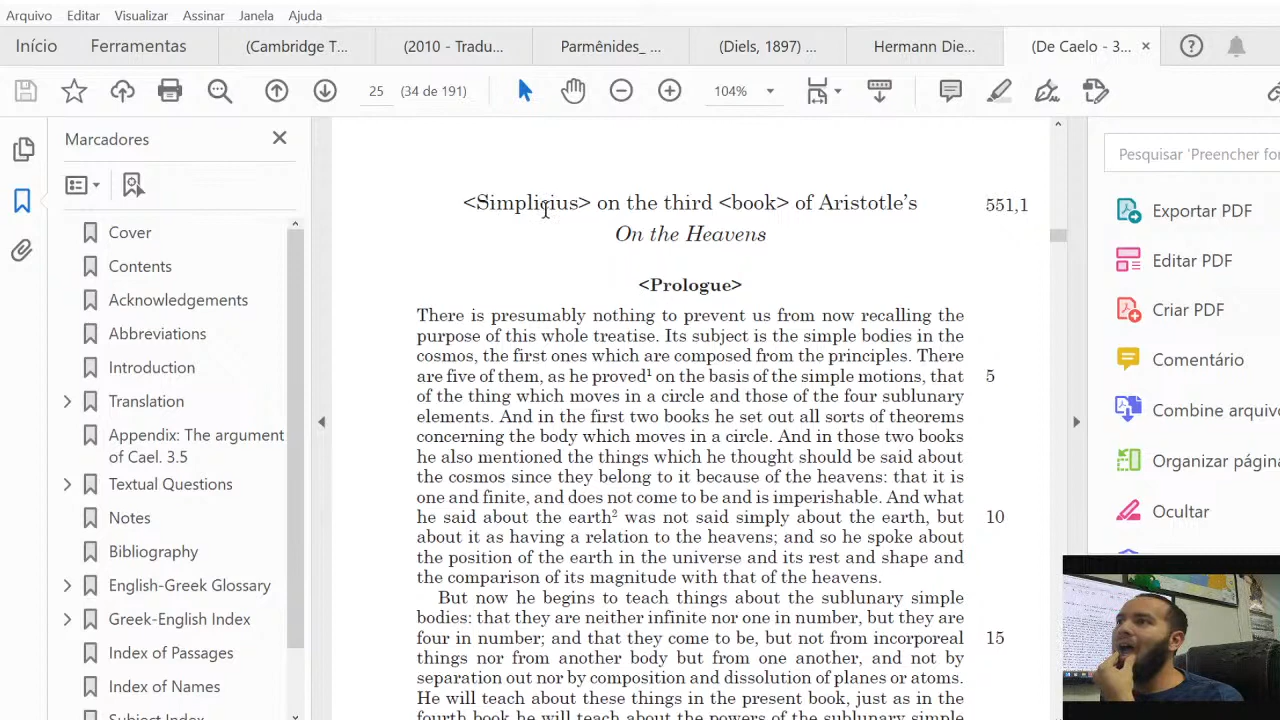 Arquivo Editar Visualizar Assinar Janela Ajuda
Início Ferramentas (Cambridge T... (2010 - Tradu... Parmênides_ ... (Diels, 1897) ... Hermann Die... (De Caelo - 3...
25 (34 de 191) 104%
Marcadores
Cover
Contents
Acknowledgements
Abbreviations
Introduction
Translation
Appendix: The argument
of Cael. 3.5
Textual Questions
Notes
Bibliography
English-Greek Glossary
Greek-English Index
Index of Passages
Index of Names
Subject Index
<Simplicius> on the third <book> of Aristotle's 551,1
On the Heavens
<Prologue>
There is presumably nothing to prevent us from now recalling the
purpose of this whole treatise. Its subject is the simple bodies in the
cosmos, the first ones which are composed from the principles. There
are five of them, as he proved¹ on the basis of the simple motions, that 5
of the thing which moves in a circle and those of the four sublunary
elments. And in the first two books he set out all sorts of theorems
concerning the body which moves in a circle. And in those two books
he also mentioned the things which he thought should be said about
the cosmos since they belong to it because of the heavens: that it is
one and finite, and does not come to be and is imperishable. And what
he said about the earth² was not said simply about the earth, but 10
about it as having a relation to the heavens; and so he spoke about
the position of the earth in the universe and its rest and shape and
the comparison of its magnitude with that of the heavens.
But now he begins to teach things about the sublunary simple
bodies: that they are neither infinite nor one in number, but they are
four in number; and that they come to be, but not from incorporeal 15
things nor from another body but from one another, and not by
separation out nor by composition and dissolution of planes or atoms.
He will teach about these things in the present book, just as in the
fourth book he will teach about the powers of the sublunary simple
Pesquisar 'Preencher for
Exportar PDF
Editar PDF
Criar PDF
Comentário
Combine arquivo
Organizar página
Ocultar